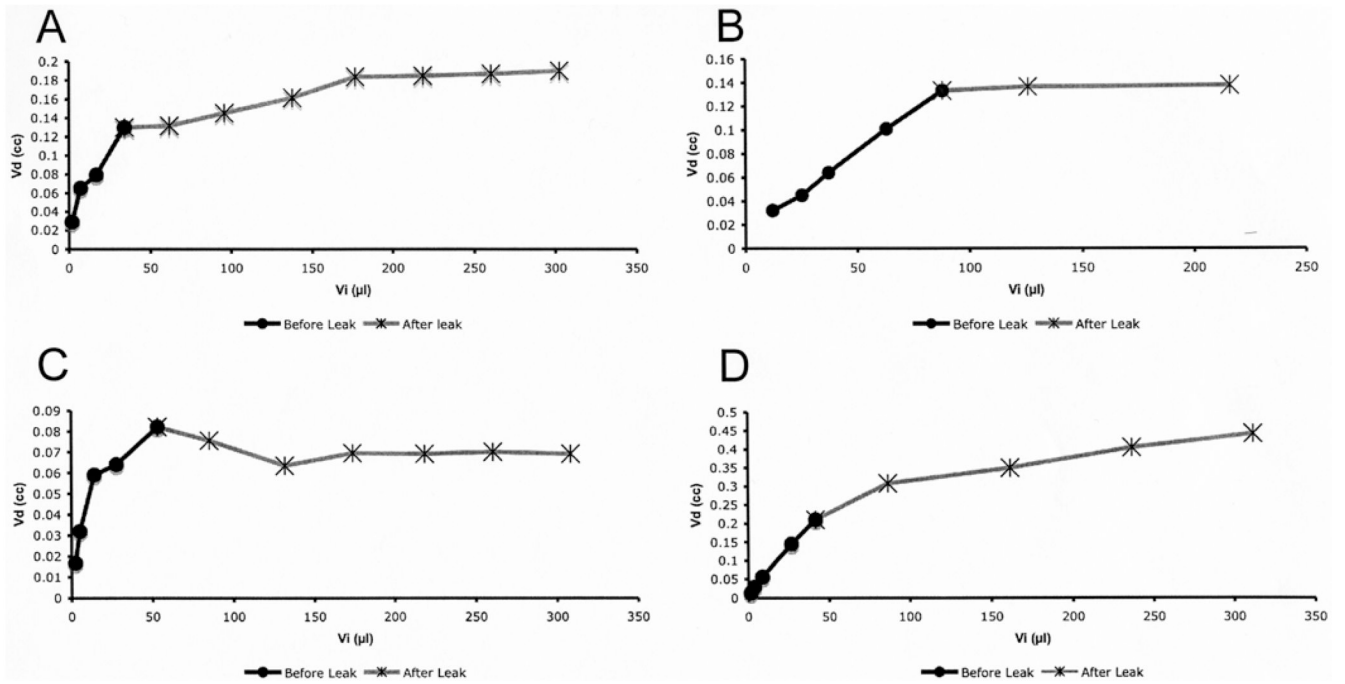 A
0.2
0.18
0.16
0.14
0.12
0.1
0.08
0.06
0.04
0.02
0
Vd (cc)
0 50 100 150 200 250 300 350
Vi (µl)
Before Leak After leak
B
0.16
0.14
0.12
0.1
0.08
0.06
0.04
0.02
0
Vd (cc)
0 50 100 150 200 250
Vi (µl)
Before Leak After Leak
C
0.09
0.08
0.07
0.06
0.05
0.04
0.03
0.02
0.01
0
Vd (cc)
0 50 100 150 200 250 300 350
Vi (µl)
Before Leak After Leak
D
0.5
0.45
0.4
0.35
0.3
0.25
0.2
0.15
0.1
0.05
0
Vd (cc)
0 50 100 150 200 250 300 350
Vi (µl)
Before Leak After Leak